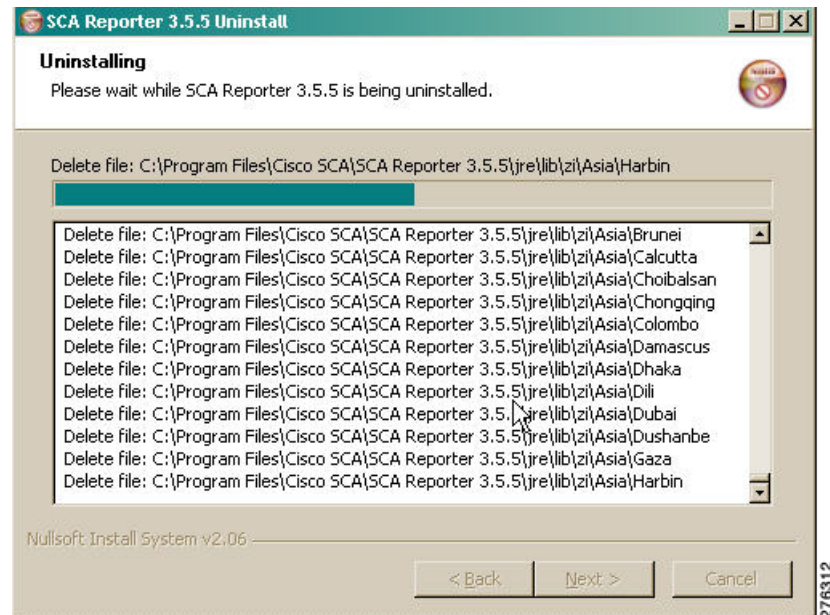 SCA Reporter 3.5.5 Uninstall
Uninstalling
Please wait while SCA Reporter 3.5.5 is being uninstalled.
Delete file: C:\Program Files\Cisco SCA\SCA Reporter 3.5.5\jre\lib\zi\Asia\Harbin
Delete file: C:\Program Files\Cisco SCA\SCA Reporter 3.5.5\jre\lib\zi\Asia\Brunei
Delete file: C:\Program Files\Cisco SCA\SCA Reporter 3.5.5\jre\lib\zi\Asia\Calcutta
Delete file: C:\Program Files\Cisco SCA\SCA Reporter 3.5.5\jre\lib\zi\Asia\Choibalsan
Delete file: C:\Program Files\Cisco SCA\SCA Reporter 3.5.5\jre\lib\zi\Asia\Chongqing
Delete file: C:\Program Files\Cisco SCA\SCA Reporter 3.5.5\jre\lib\zi\Asia\Colombo
Delete file: C:\Program Files\Cisco SCA\SCA Reporter 3.5.5\jre\lib\zi\Asia\Damascus
Delete file: C:\Program Files\Cisco SCA\SCA Reporter 3.5.5\jre\lib\zi\Asia\Dhaka
Delete file: C:\Program Files\Cisco SCA\SCA Reporter 3.5.5\jre\lib\zi\Asia\Dili
Delete file: C:\Program Files\Cisco SCA\SCA Reporter 3.5.5\jre\lib\zi\Asia\Dubai
Delete file: C:\Program Files\Cisco SCA\SCA Reporter 3.5.5\jre\lib\zi\Asia\Dushanbe
Delete file: C:\Program Files\Cisco SCA\SCA Reporter 3.5.5\jre\lib\zi\Asia\Gaza
Delete file: C:\Program Files\Cisco SCA\SCA Reporter 3.5.5\jre\lib\zi\Asia\Harbin
Nullsoft Install System v2.06
< Back
Next >
Cancel
276312